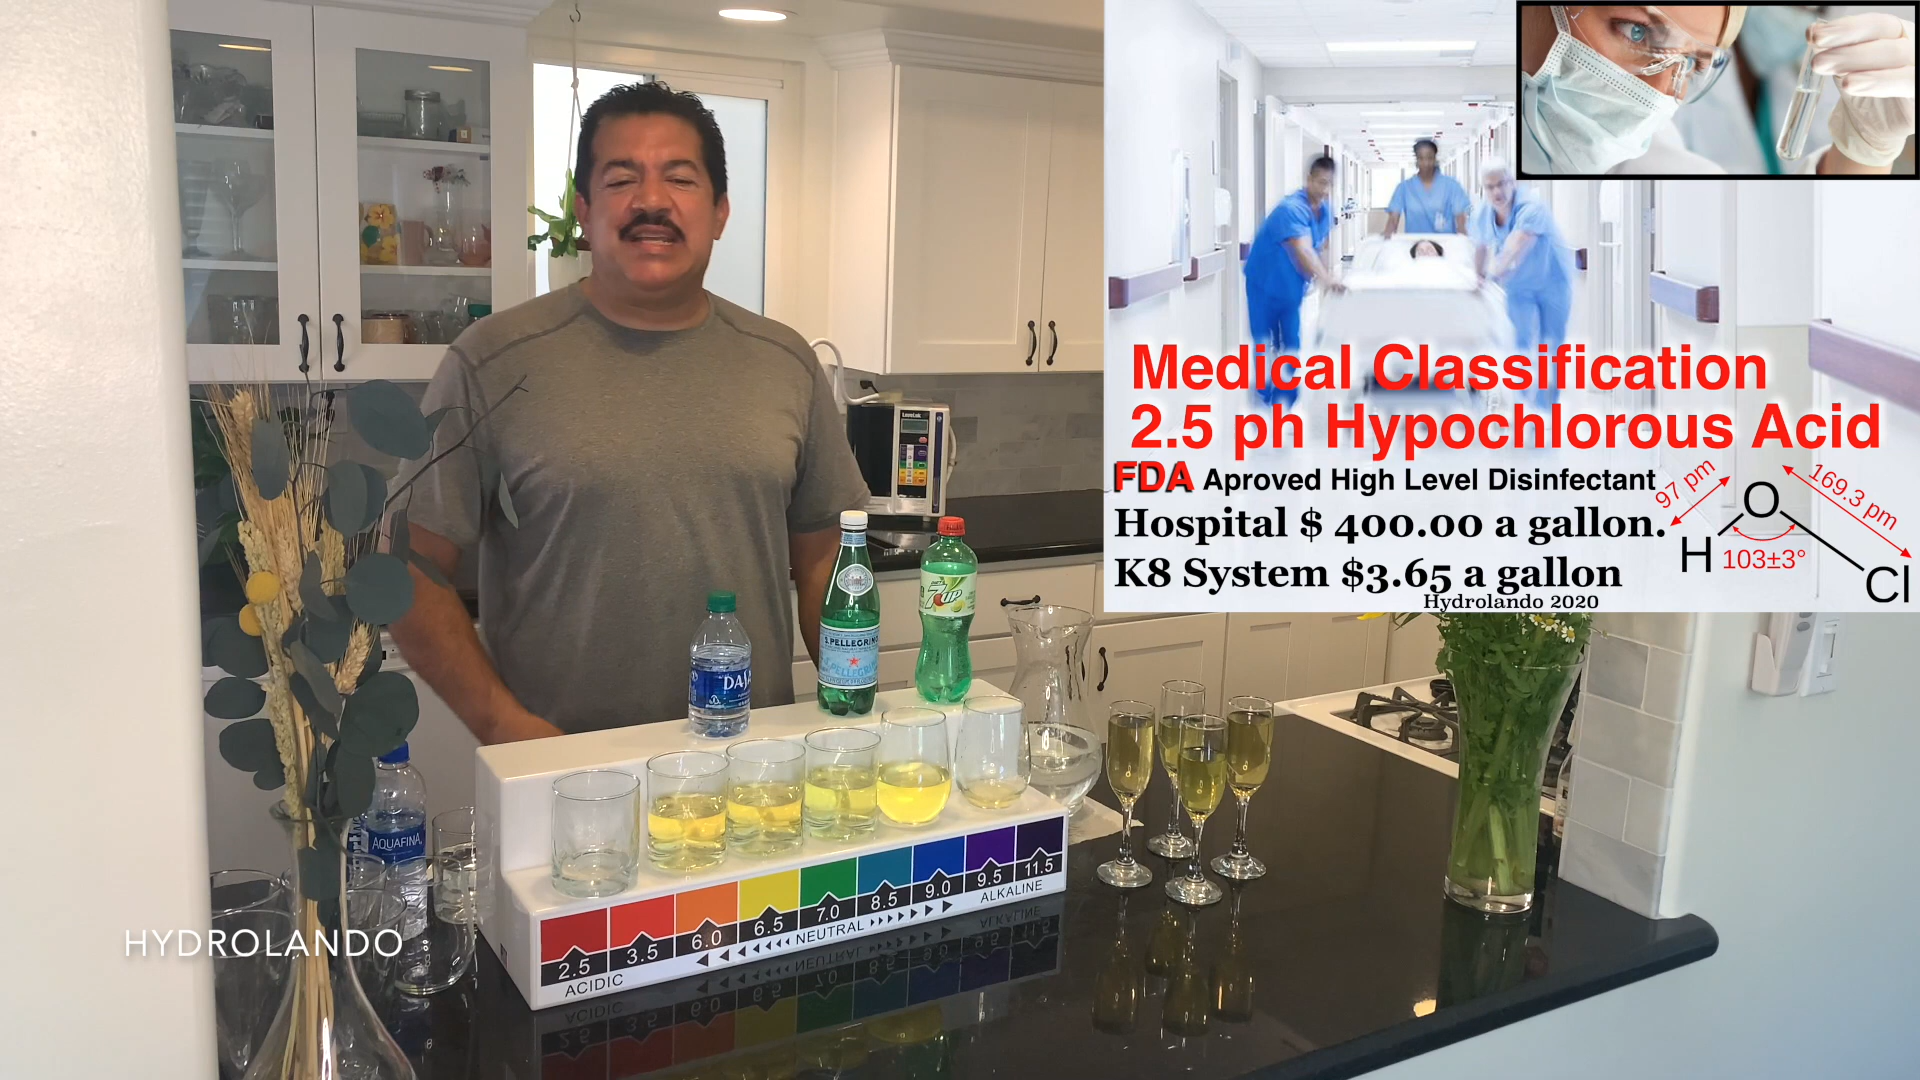 Medical Classification
2.5 ph Hypochlorous Acid
FDA Aproved High Level Disinfectant
Hospital $ 400.00 a gallon.
K8 System $3.65 a gallon
Hydrolando 2020
97 pm
169.3 pm
O
H
103±3°
Cl
7UP
S.PELLEGRINO
DASA
AQUAFINA
2.5 3.5 6.0 6.5 7.0 8.5 9.0 9.5 11.5
ACIDIC NEUTRAL ALKALINE
HYDROLANDO